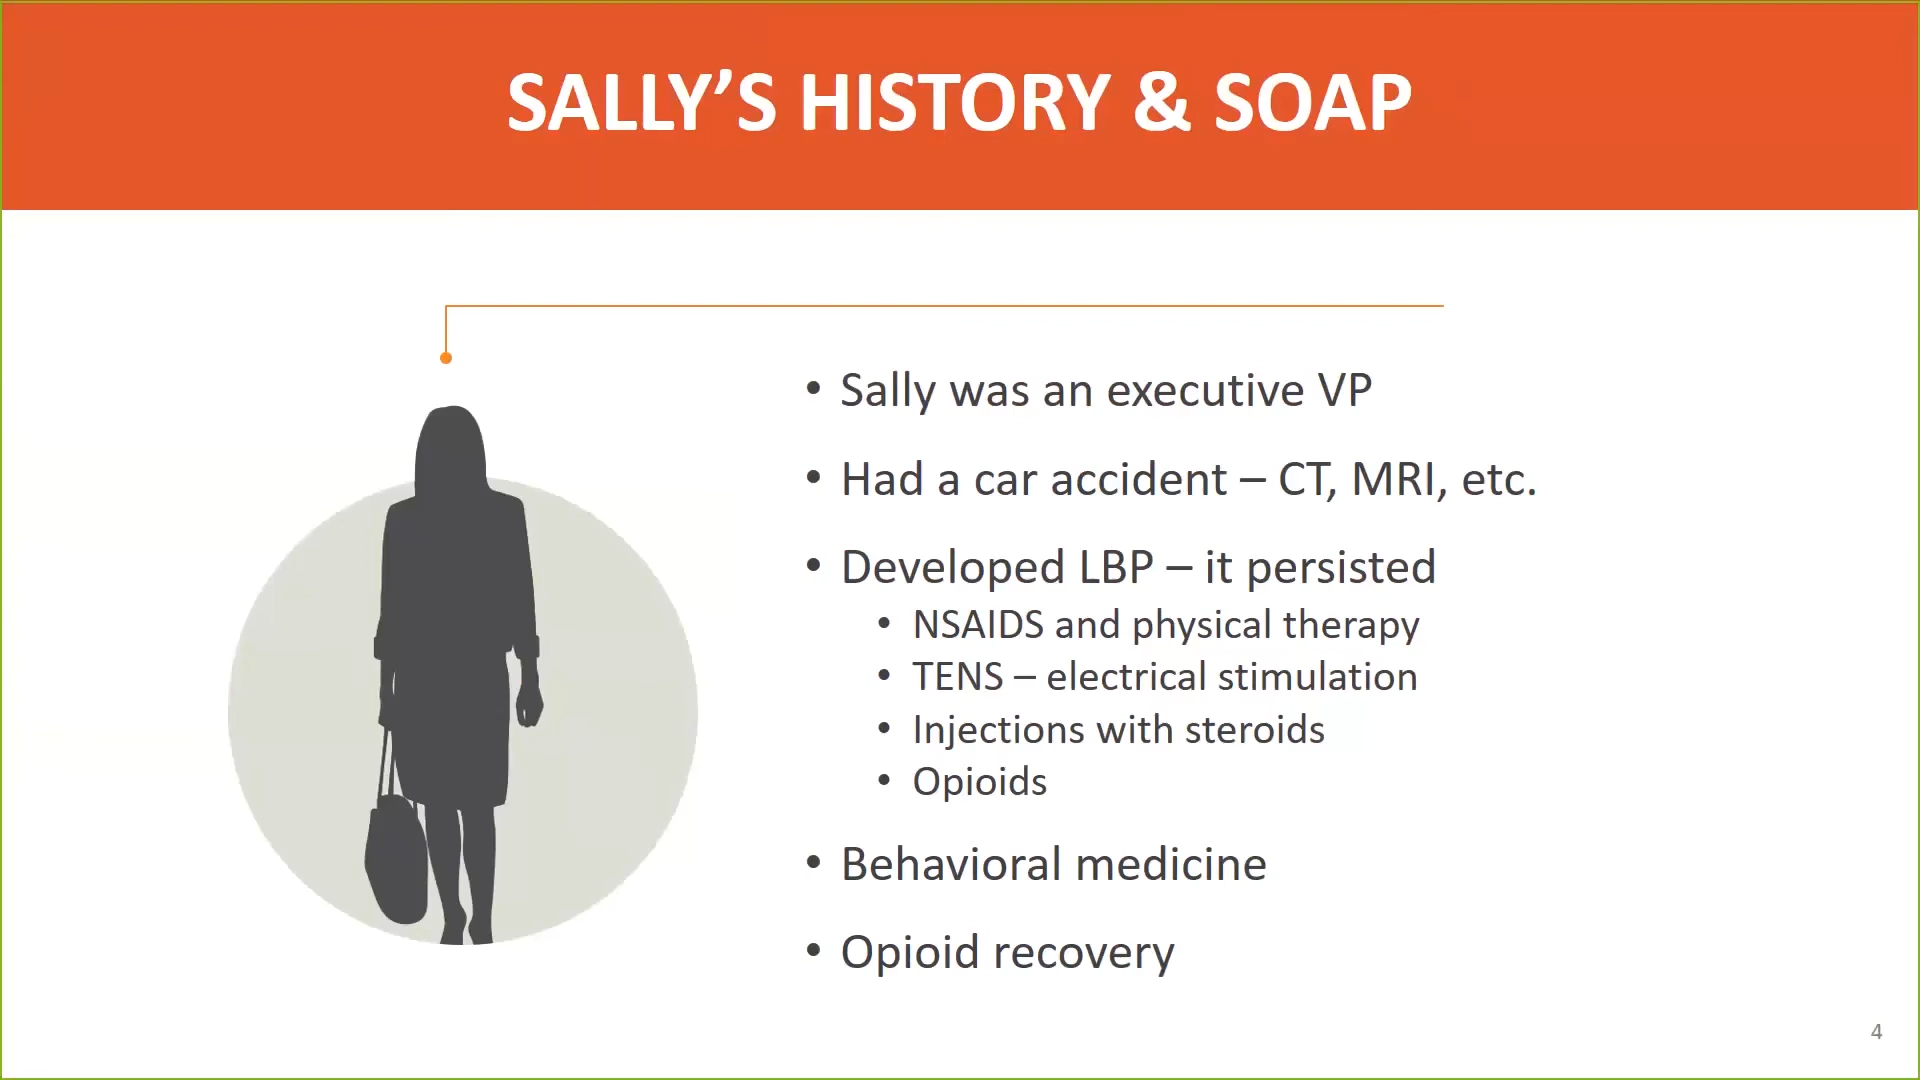 SALLY’S HISTORY & SOAP
• Sally was an executive VP
• Had a car accident – CT, MRI, etc.
• Developed LBP – it persisted
• NSAIDS and physical therapy
• TENS – electrical stimulation
• Injections with steroids
• Opioids
• Behavioral medicine
• Opioid recovery
4